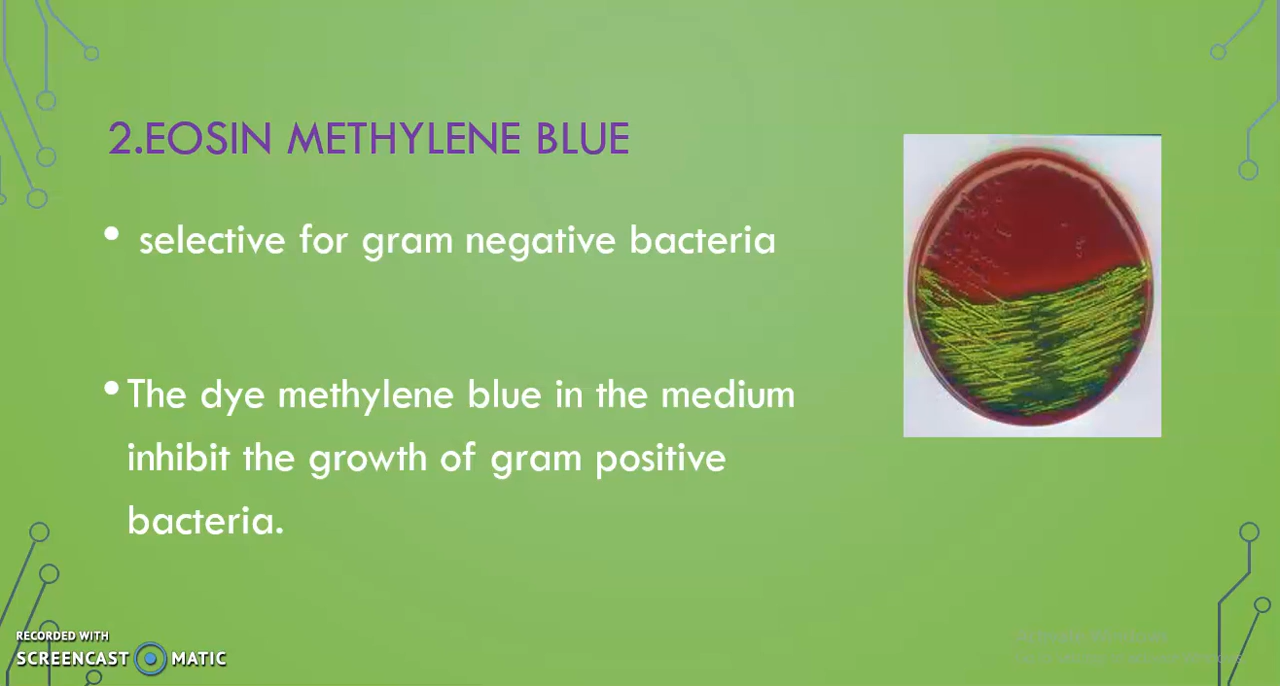 2.EOSIN METHYLENE BLUE
• selective for gram negative bacteria
• The dye methylene blue in the medium
inhibit the growth of gram positive
bacteria.
RECORDED WITH
SCREENCAST MATIC